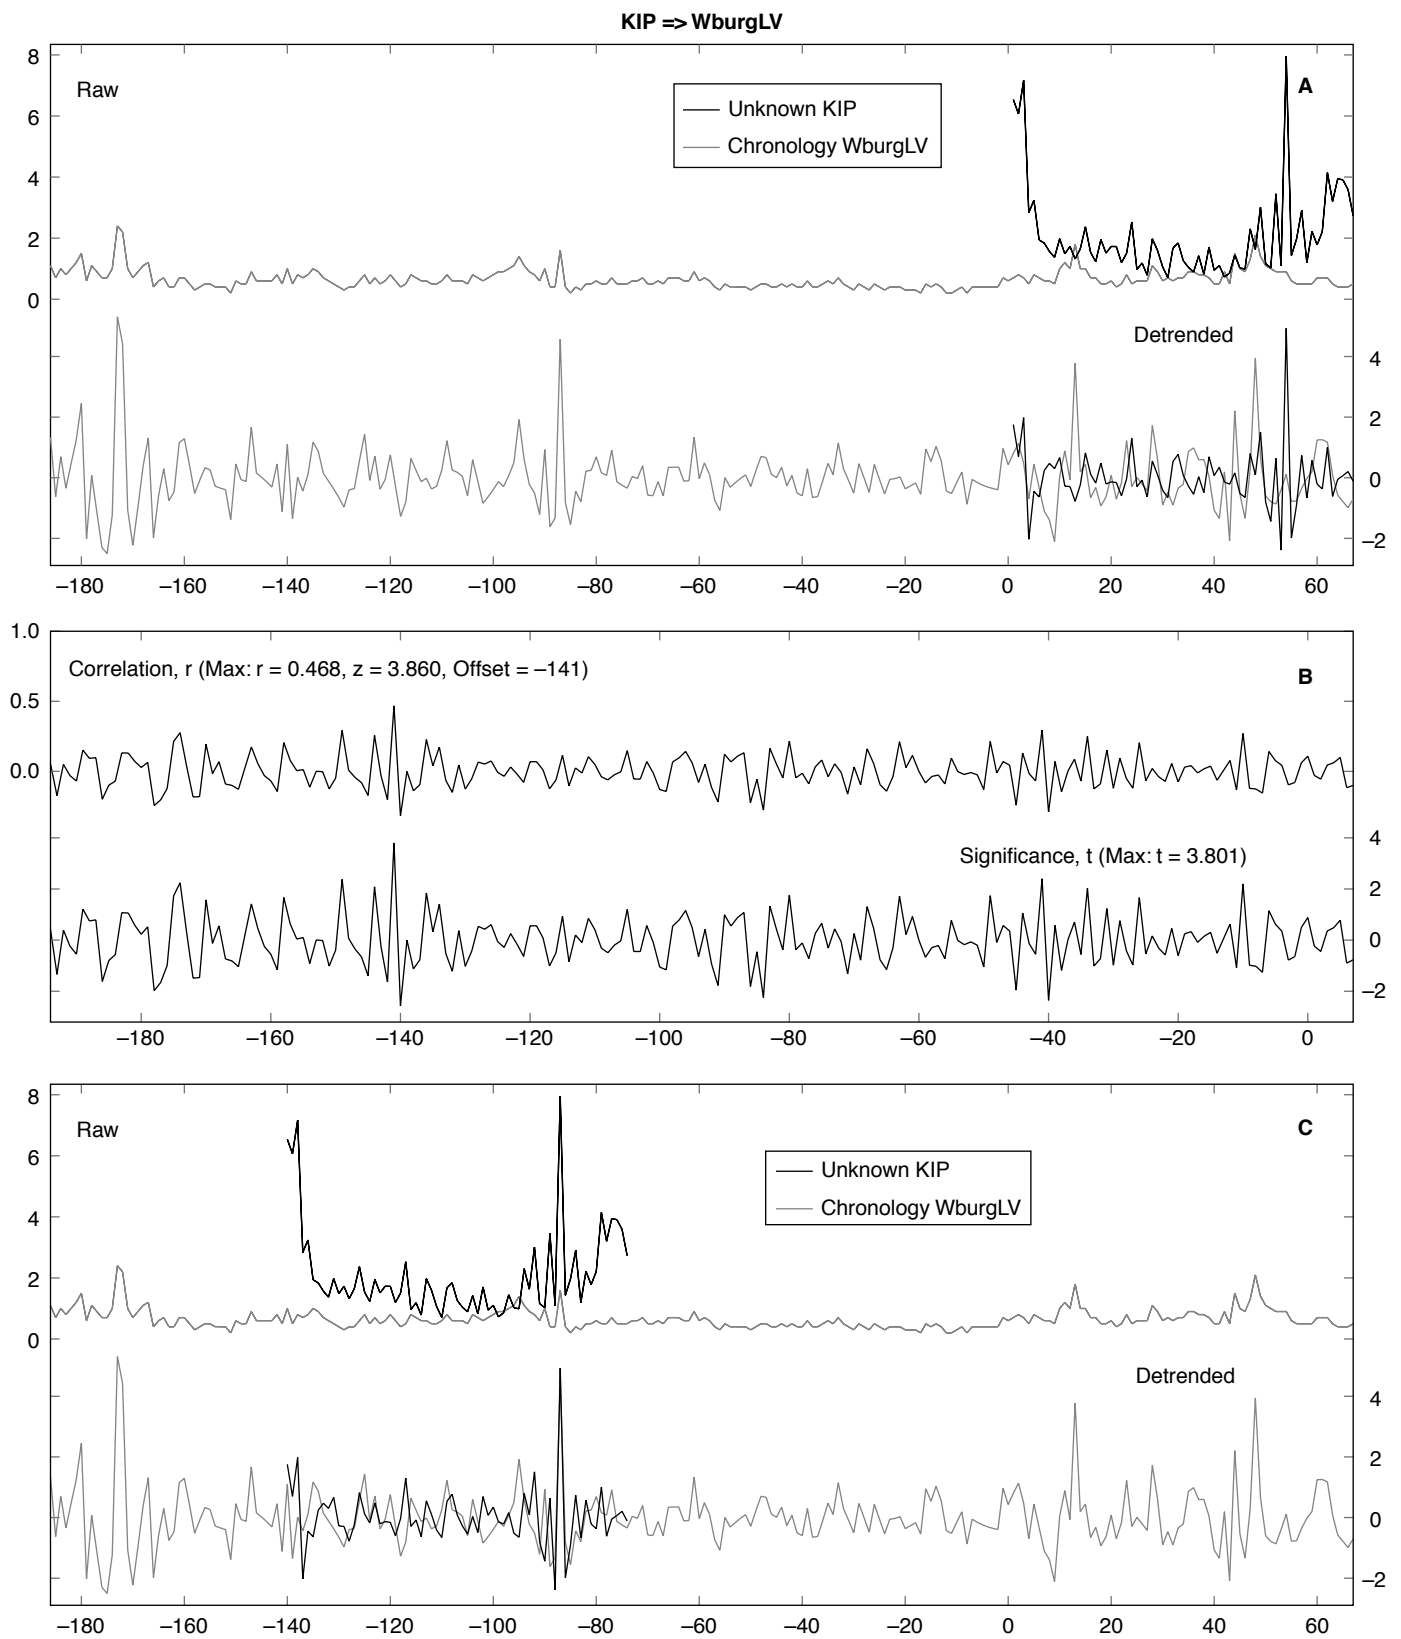 KIP => WburgLV
8
6
4
2
0
Raw
A
Unknown KIP
Chronology WburgLV
Detrended
4
2
0
–2
–180 –160 –140 –120 –100 –80 –60 –40 –20 0 20 40 60
1.0
0.5
0.0
Correlation, r (Max: r = 0.468, z = 3.860, Offset = –141)
B
Significance, t (Max: t = 3.801)
4
2
0
–2
–180 –160 –140 –120 –100 –80 –60 –40 –20 0
8
6
4
2
0
Raw
C
Unknown KIP
Chronology WburgLV
Detrended
4
2
0
–2
–180 –160 –140 –120 –100 –80 –60 –40 –20 0 20 40 60